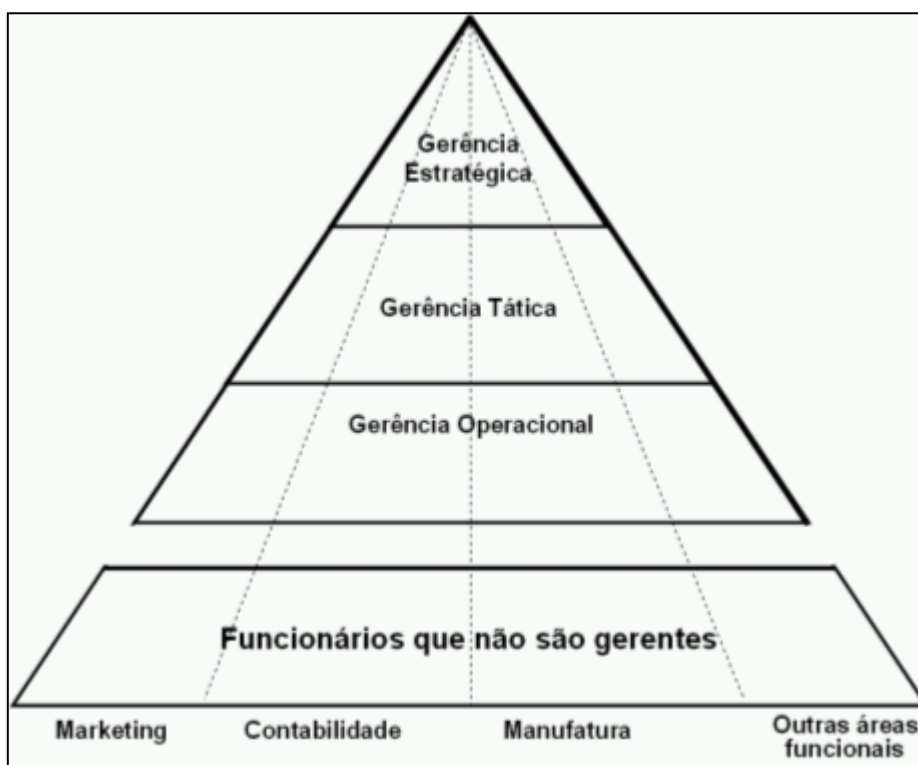 Gerência
Estratégica
Gerência Tática
Gerência Operacional
Funcionários que não são gerentes
Marketing
Contabilidade
Manufatura
Outras áreas
funcionais